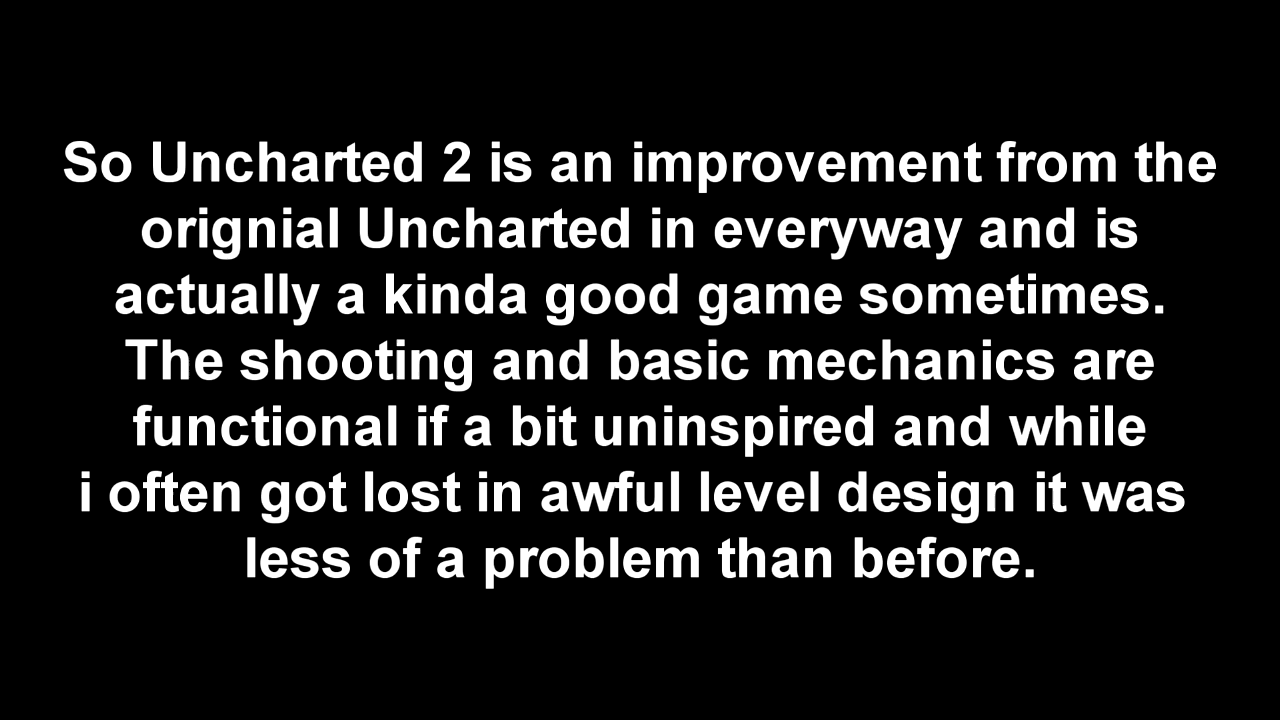 So Uncharted 2 is an improvement from the
orignial Uncharted in everyway and is
actually a kinda good game sometimes.
The shooting and basic mechanics are
functional if a bit uninspired and while
i often got lost in awful level design it was
less of a problem than before.